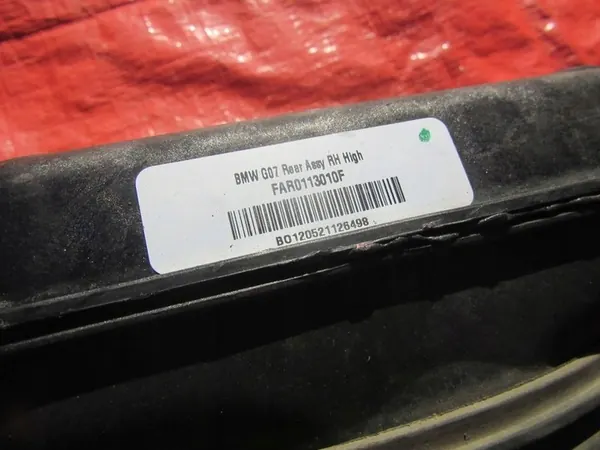 BMW G07 Rear Assy RH High
FAR0113010F
BO120521126498